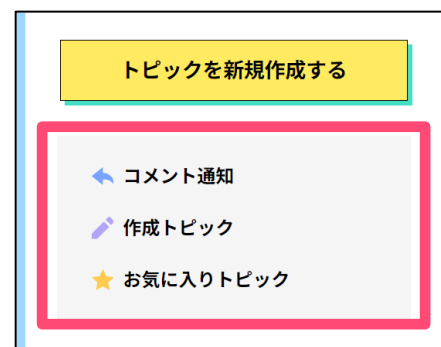 トピックを新規作成する
コメント通知
作成トピック
お気に入りトピック